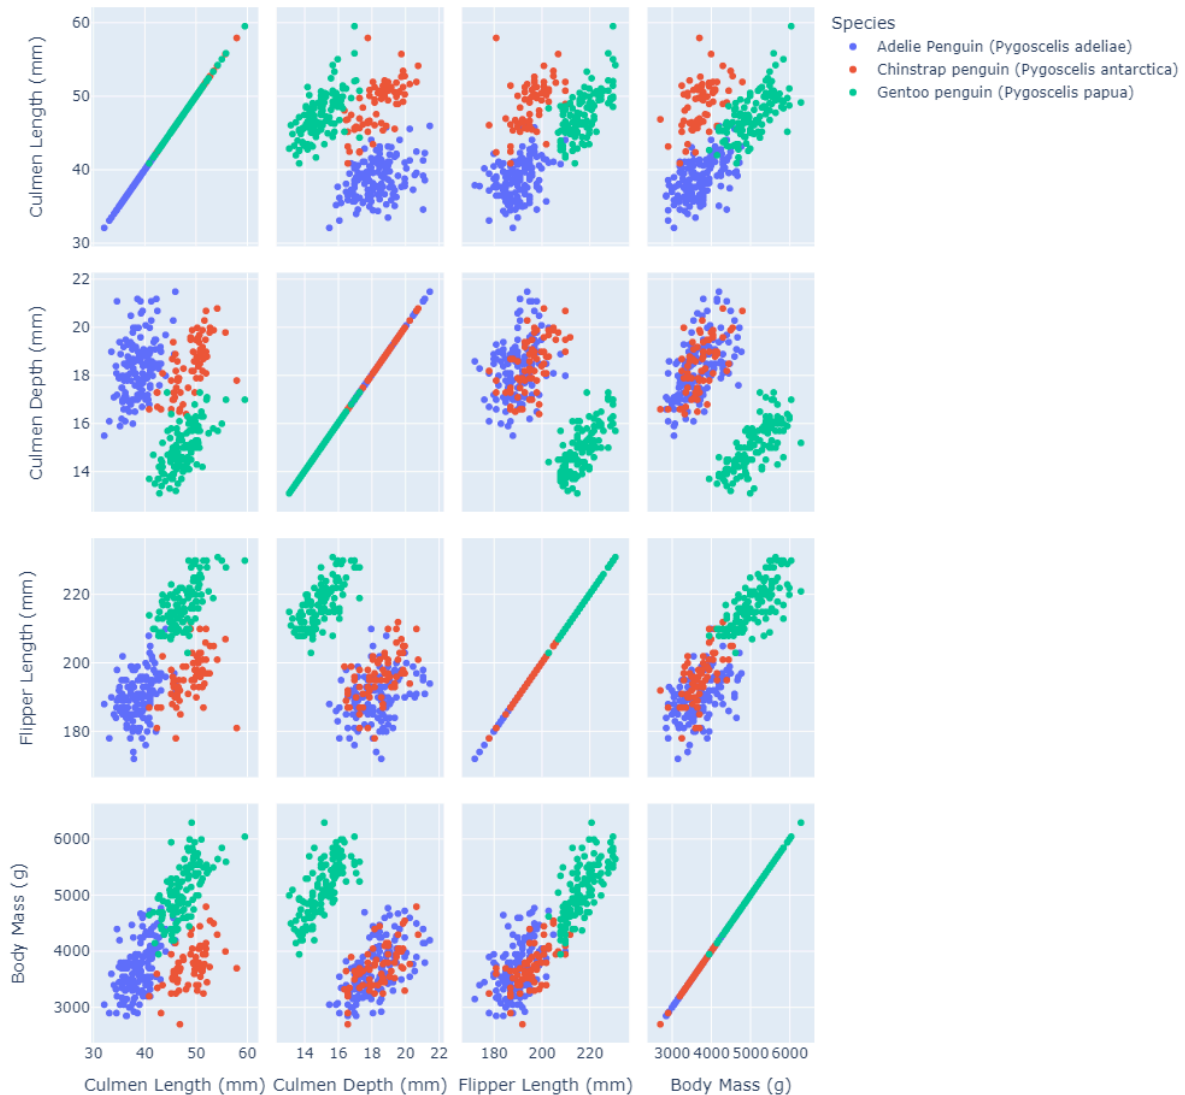 60
50
40
30
Culmen Length (mm)
Species
Adelie Penguin (Pygoscelis adeliae)
Chinstrap penguin (Pygoscelis antarctica)
Gentoo penguin (Pygoscelis papua)
22
20
18
16
14
Culmen Depth (mm)
220
200
180
Flipper Length (mm)
6000
5000
4000
3000
Body Mass (g)
30 40 50 60 14 16 18 20 22 180 200 220 3000 4000 5000 6000
Culmen Length (mm) Culmen Depth (mm) Flipper Length (mm) Body Mass (g)